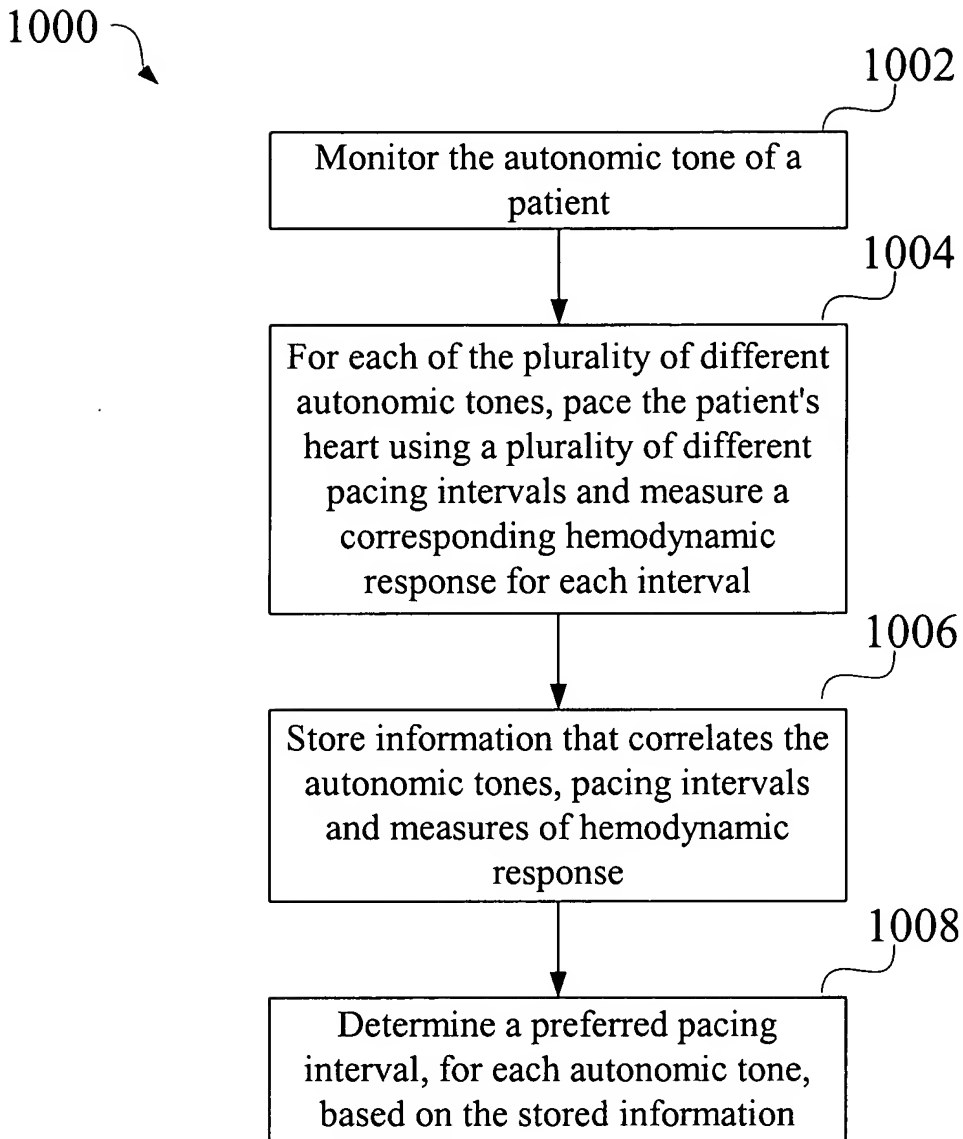 1000
1002
Monitor the autonomic tone of a
patient
1004
For each of the plurality of different
autonomic tones, pace the patient's
heart using a plurality of different
pacing intervals and measure a
corresponding hemodynamic
response for each interval
1006
Store information that correlates the
autonomic tones, pacing intervals
and measures of hemodynamic
response
1008
Determine a preferred pacing
interval, for each autonomic tone,
based on the stored information